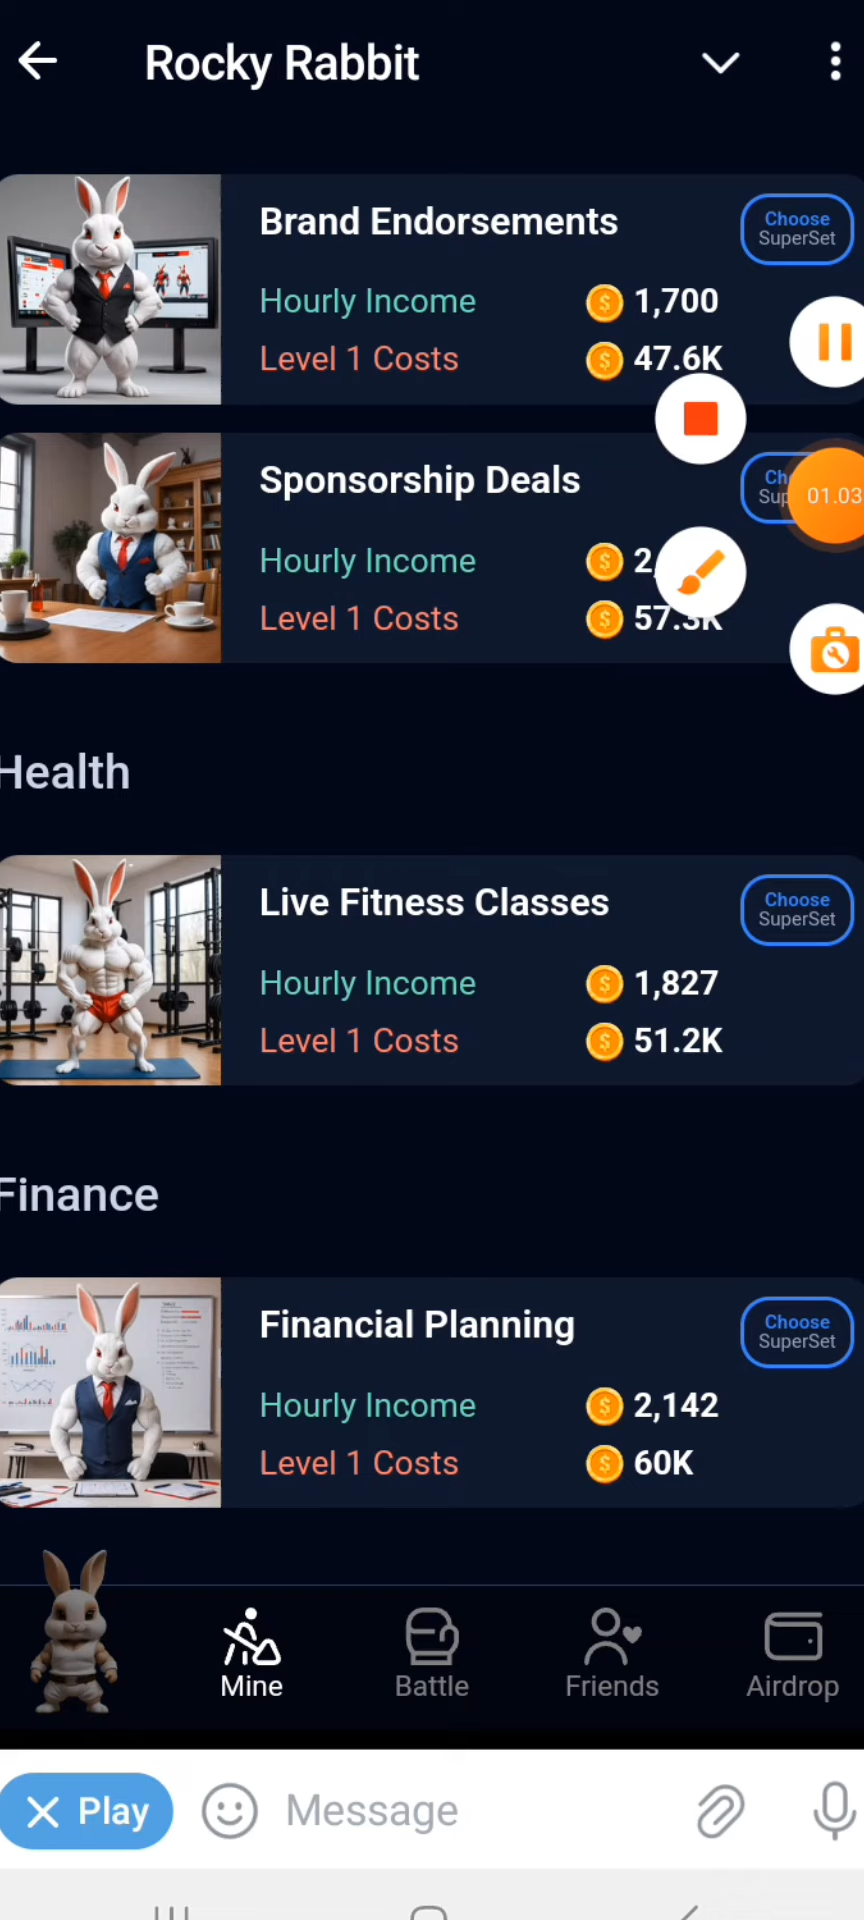 Rocky Rabbit
Brand Endorsements
Choose
SuperSet
Hourly Income
1,700
Level 1 Costs
47.6K
Sponsorship Deals
01.03
Hourly Income
2,
Level 1 Costs
57.3K
Health
Live Fitness Classes
Choose
SuperSet
Hourly Income
1,827
Level 1 Costs
51.2K
Finance
Financial Planning
Choose
SuperSet
Hourly Income
2,142
Level 1 Costs
60K
Mine
Battle
Friends
Airdrop
Play
Message